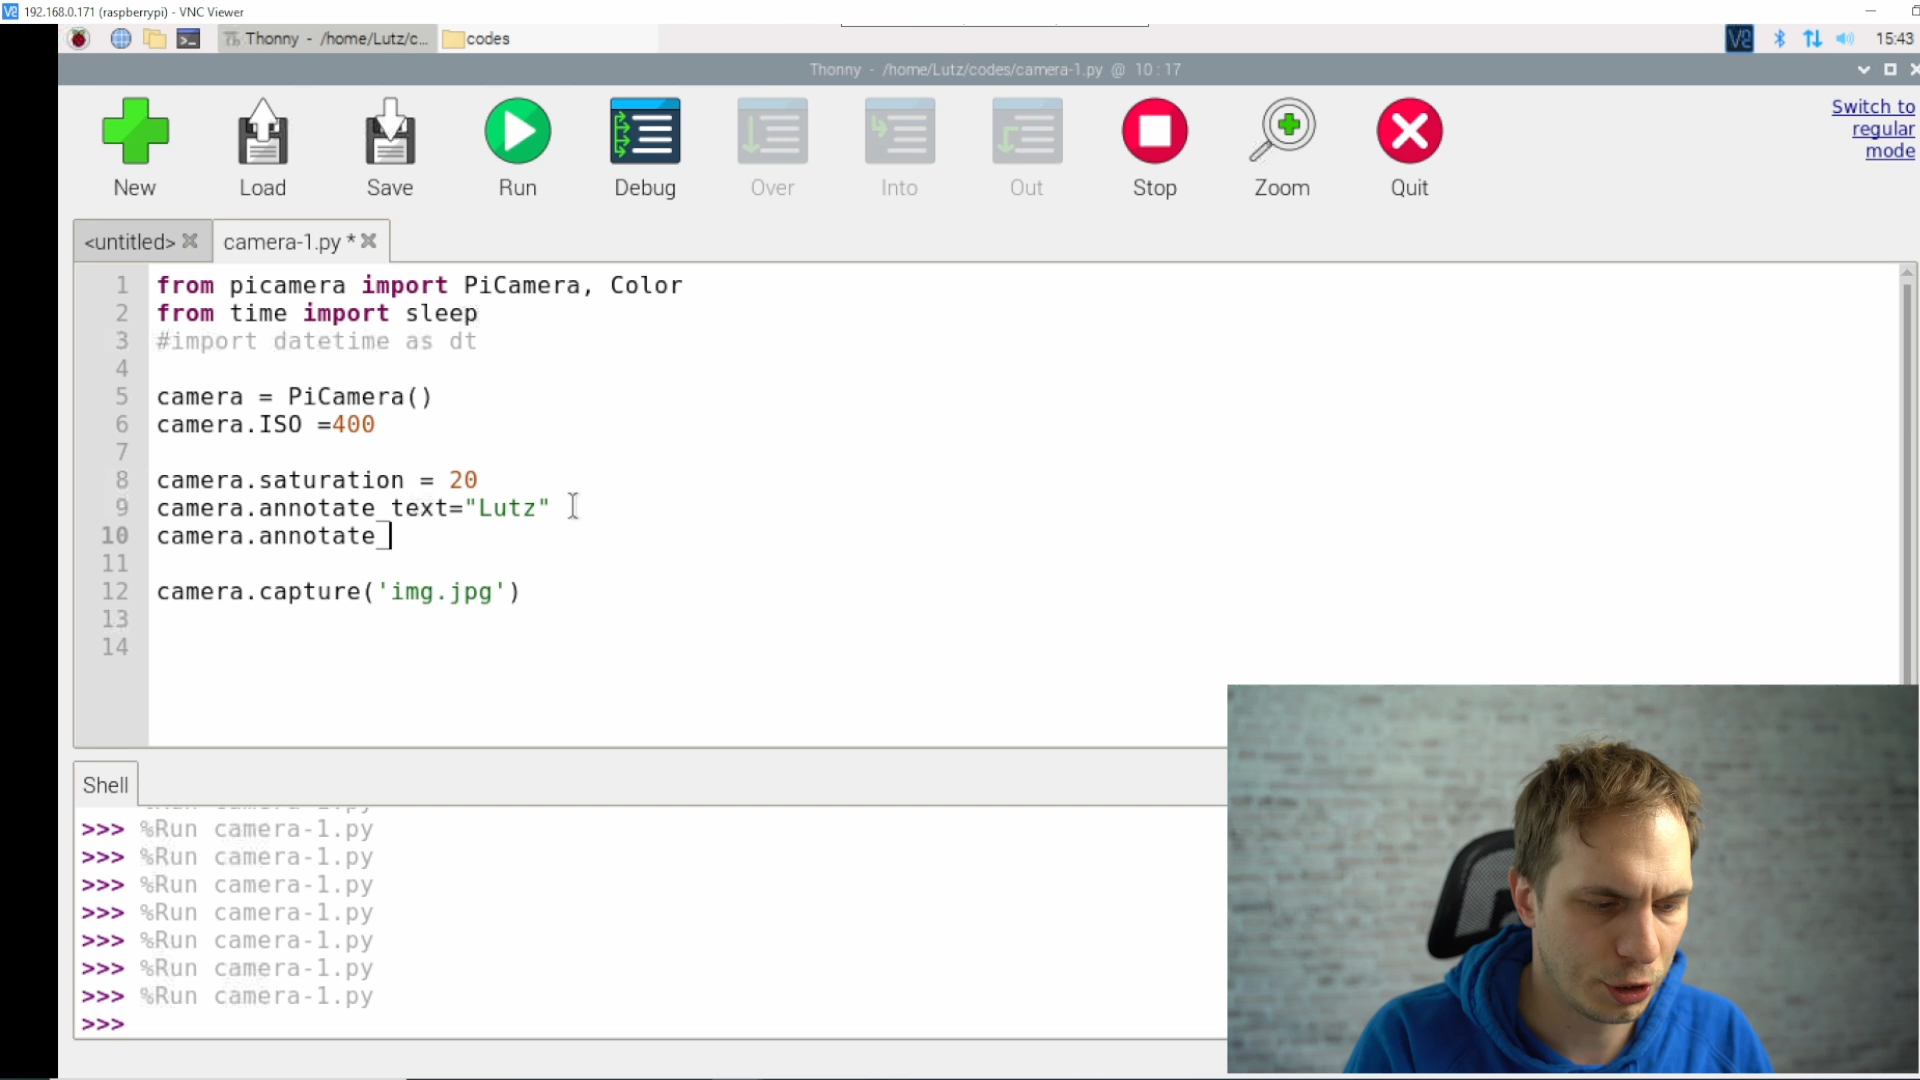 192.168.0.171 (raspberrypi) - VNC Viewer
Thonny - /home/Lutz/c...
codes
15:43
Thonny - /home/Lutz/codes/camera-1.py @ 10:17
New
Load
Save
Run
Debug
Over
Into
Out
Stop
Zoom
Quit
Switch to
regular
mode
<untitled>
camera-1.py *
1 from picamera import PiCamera, Color
2 from time import sleep
3 #import datetime as dt
4
5 camera = PiCamera()
6 camera.ISO =400
7
8 camera.saturation = 20
9 camera.annotate_text="Lutz"
10 camera.annotate_
11
12 camera.capture('img.jpg')
13
14
Shell
%Run camera-1.py
>>> %Run camera-1.py
>>> %Run camera-1.py
>>> %Run camera-1.py
>>> %Run camera-1.py
>>> %Run camera-1.py
>>> %Run camera-1.py
>>> %Run camera-1.py
>>>